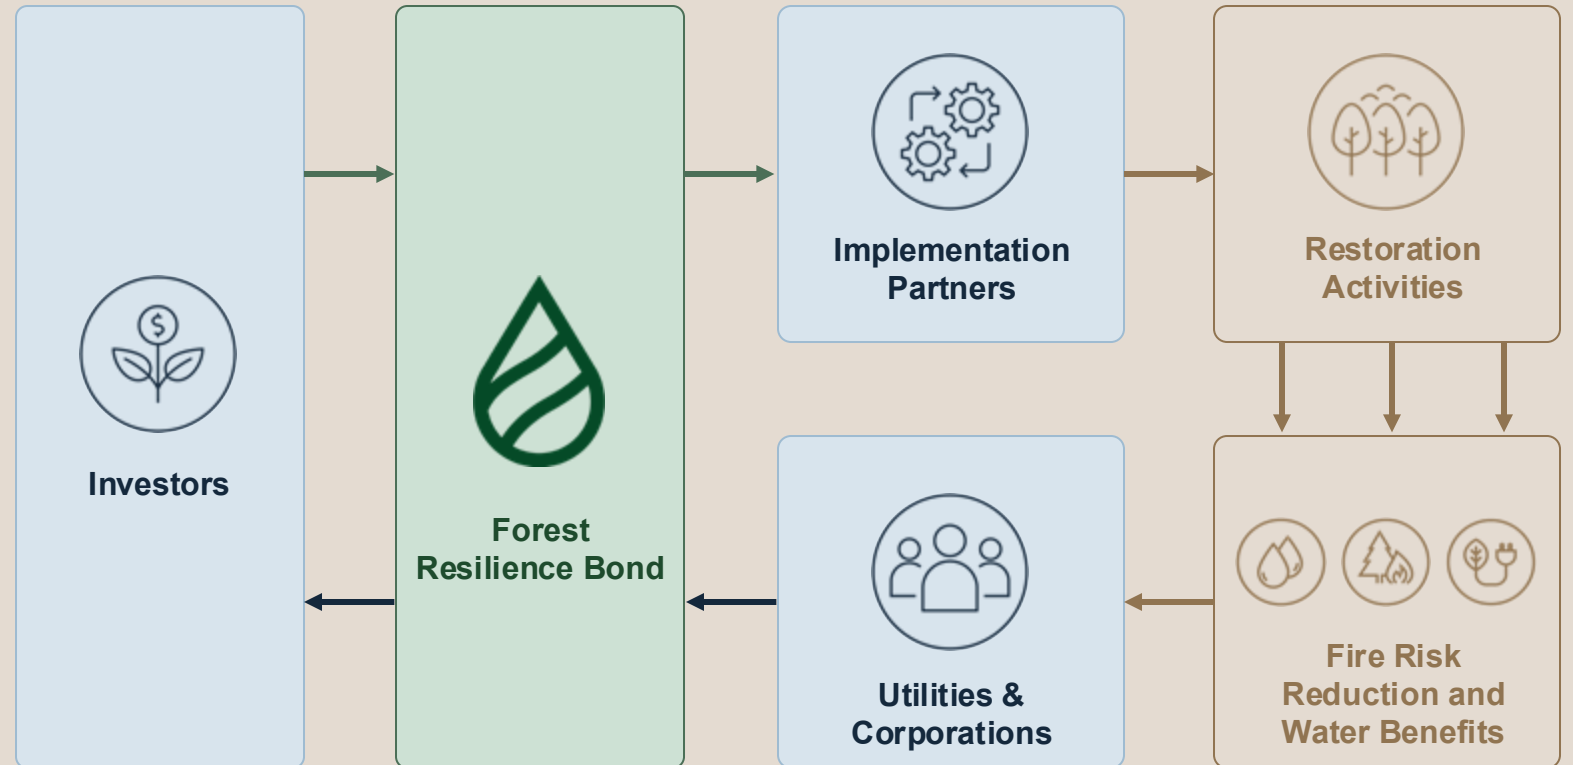 Investors
Forest
Resilience Bond
Implementation
Partners
Restoration
Activities
Utilities &
Corporations
Fire Risk
Reduction and
Water Benefits
$